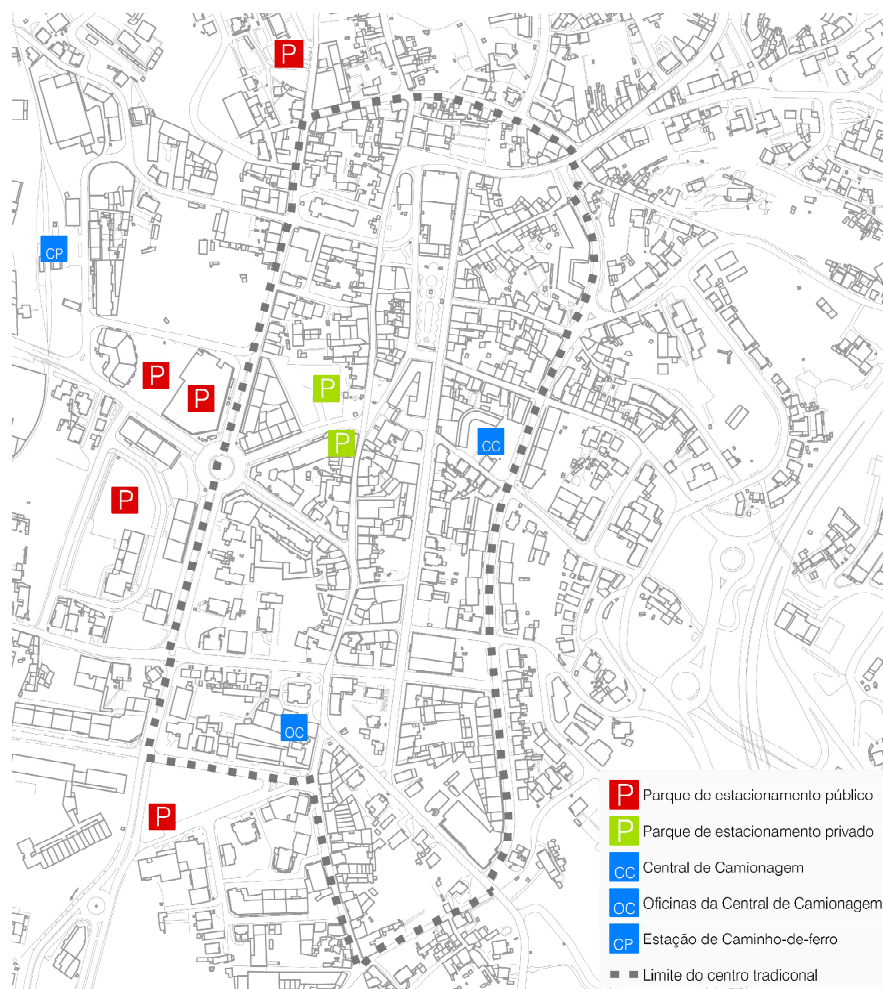 P
CP
P
P
P
P
CC
P
OC
P
P Parque de estacionamento público
P Parque de estacionamento privado
CC Central de Camionagem
OC Oficinas da Central de Camionagem
CP Estação de Caminho-de-ferro
Limite do centro tradiconal